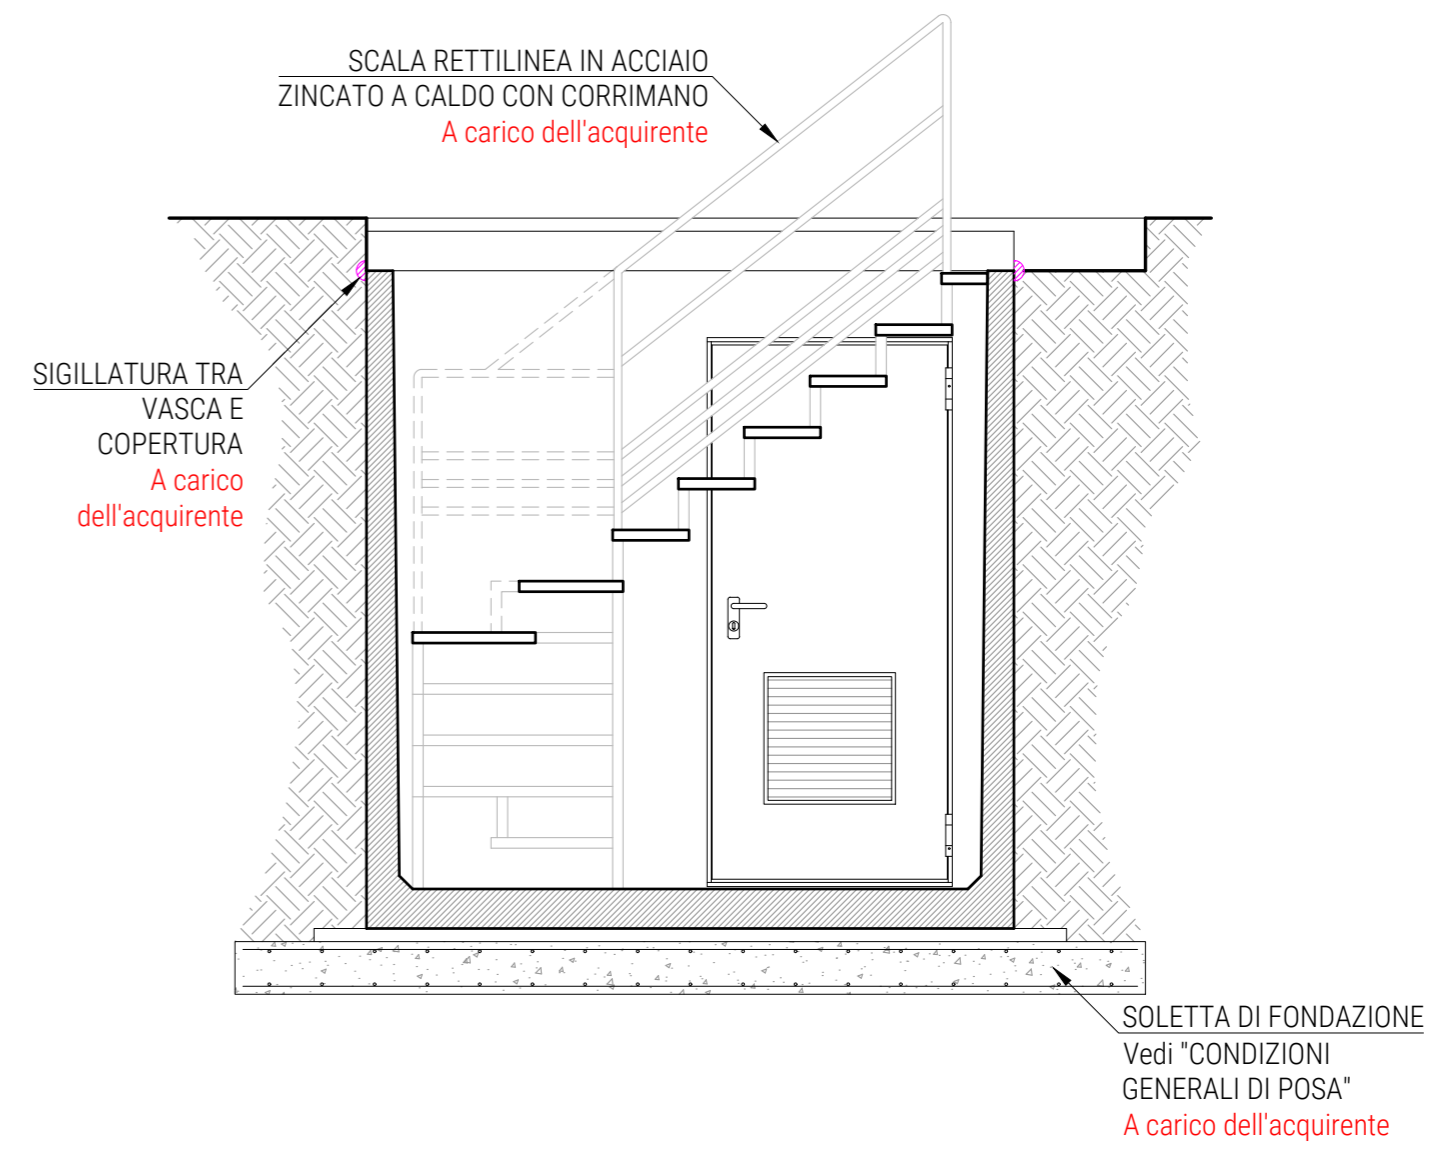 SCALA RETTILINEA IN ACCIAIO
ZINCATO A CALDO CON CORRIMANO
A carico dell'acquirente
SIGILLATURA TRA
VASCA E
COPERTURA
A carico
dell'acquirente
SOLETTA DI FONDAZIONE
Vedi "CONDIZIONI
GENERALI DI POSA"
A carico dell'acquirente